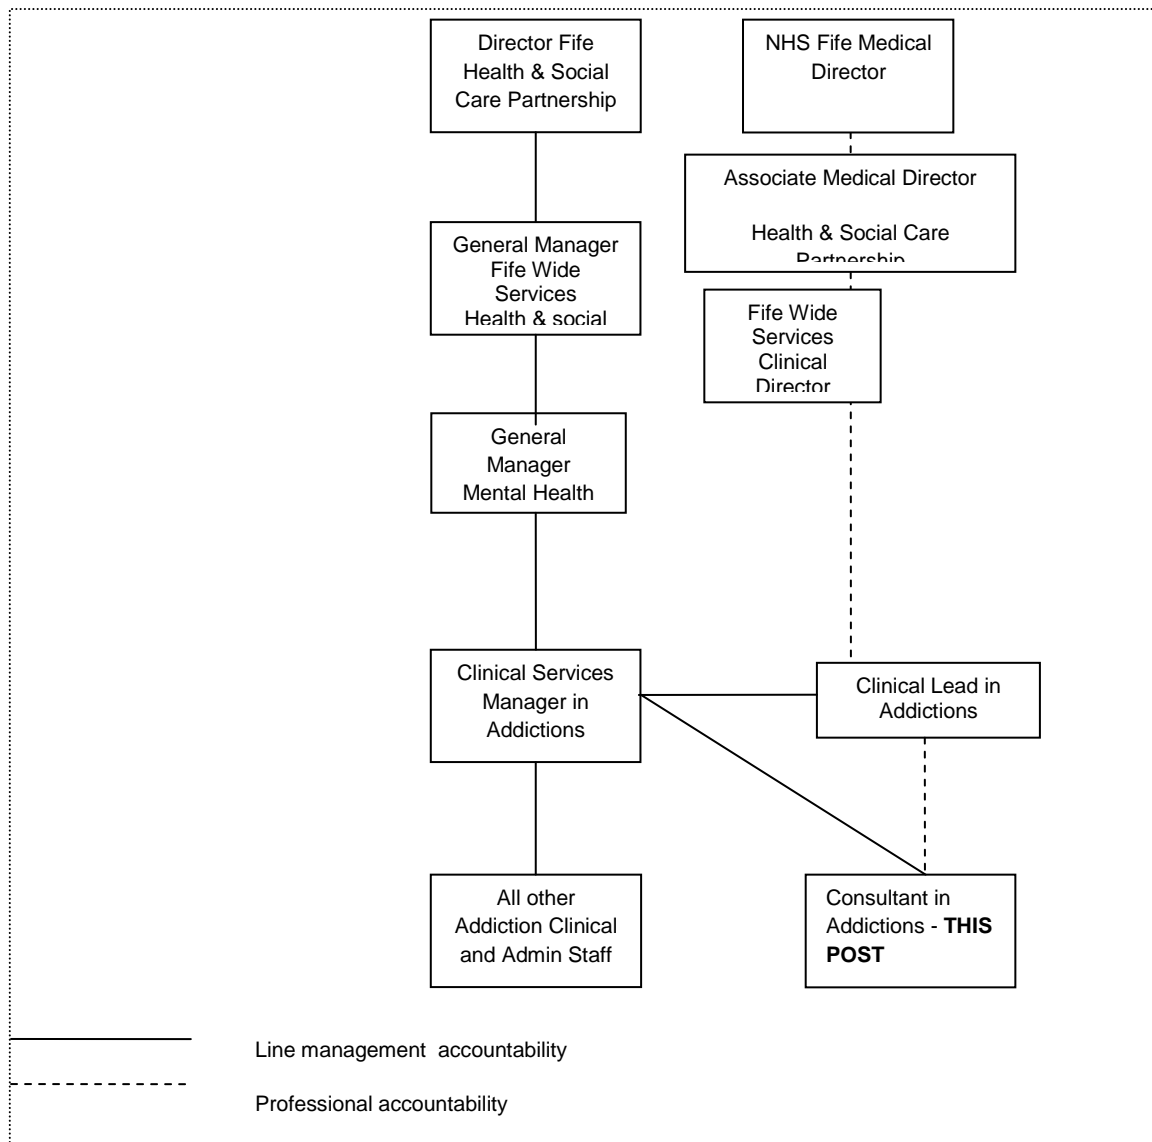 Director Fife
Health & Social
Care Partnership
NHS Fife Medical
Director
Associate Medical Director
Health & Social Care
Partnership
General Manager
Fife Wide
Services
Health & social
Fife Wide
Services
Clinical
Director
General
Manager
Mental Health
Clinical Services
Manager in
Addictions
Clinical Lead in
Addictions
All other
Addiction Clinical
and Admin Staff
Consultant in
Addictions - THIS
POST
Line management accountability
Professional accountability